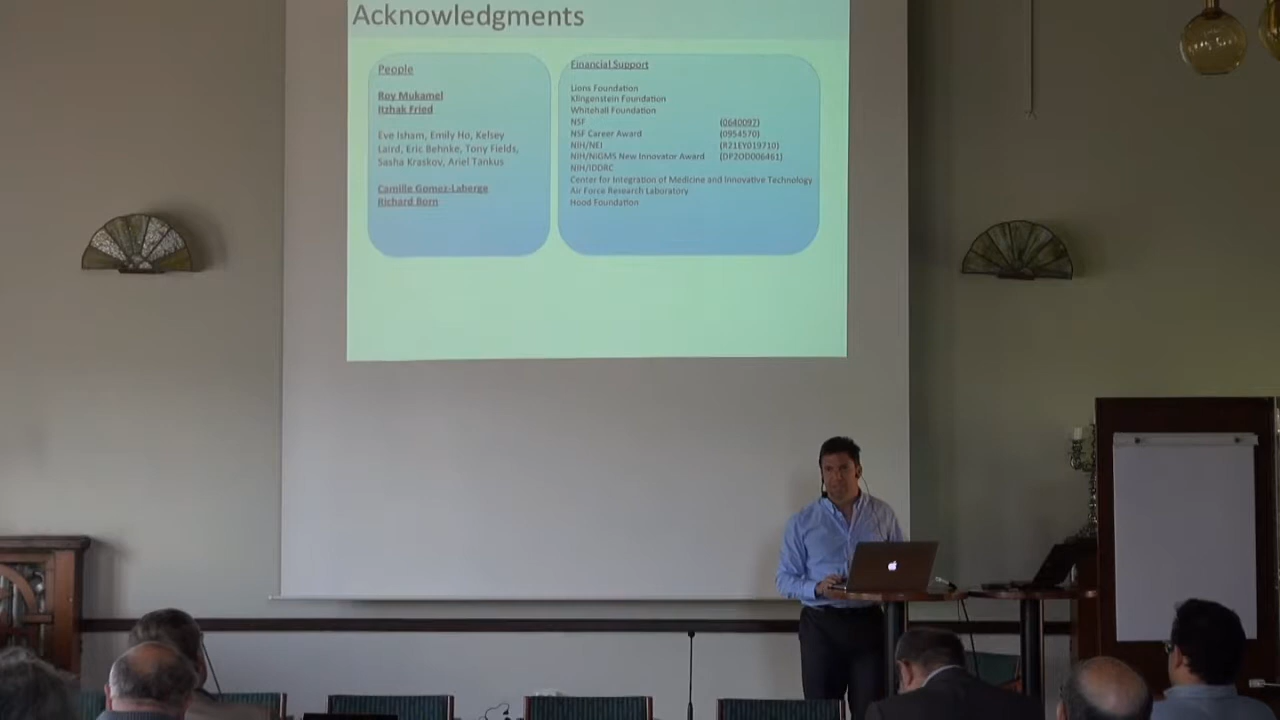 Acknowledgments
People
Roy Mukamel
Itzhak Fried
Eve Isham, Emily Ho, Kelsey
Laird, Eric Behnke, Tony Fields,
Sasha Kraskov, Ariel Tankus
Camille Gomez-Laberge
Richard Born
Financial Support
Lions Foundation
Klingenstein Foundation
Whitehall Foundation
NSF (0640097)
NSF Career Award (0954570)
NIH/NEI (R21EY019710)
NIH/NIGMS New Innovator Award (DP2OD006461)
NIH/IDDRC
Center for Integration of Medicine and Innovative Technology
Air Force Research Laboratory
Hood Foundation